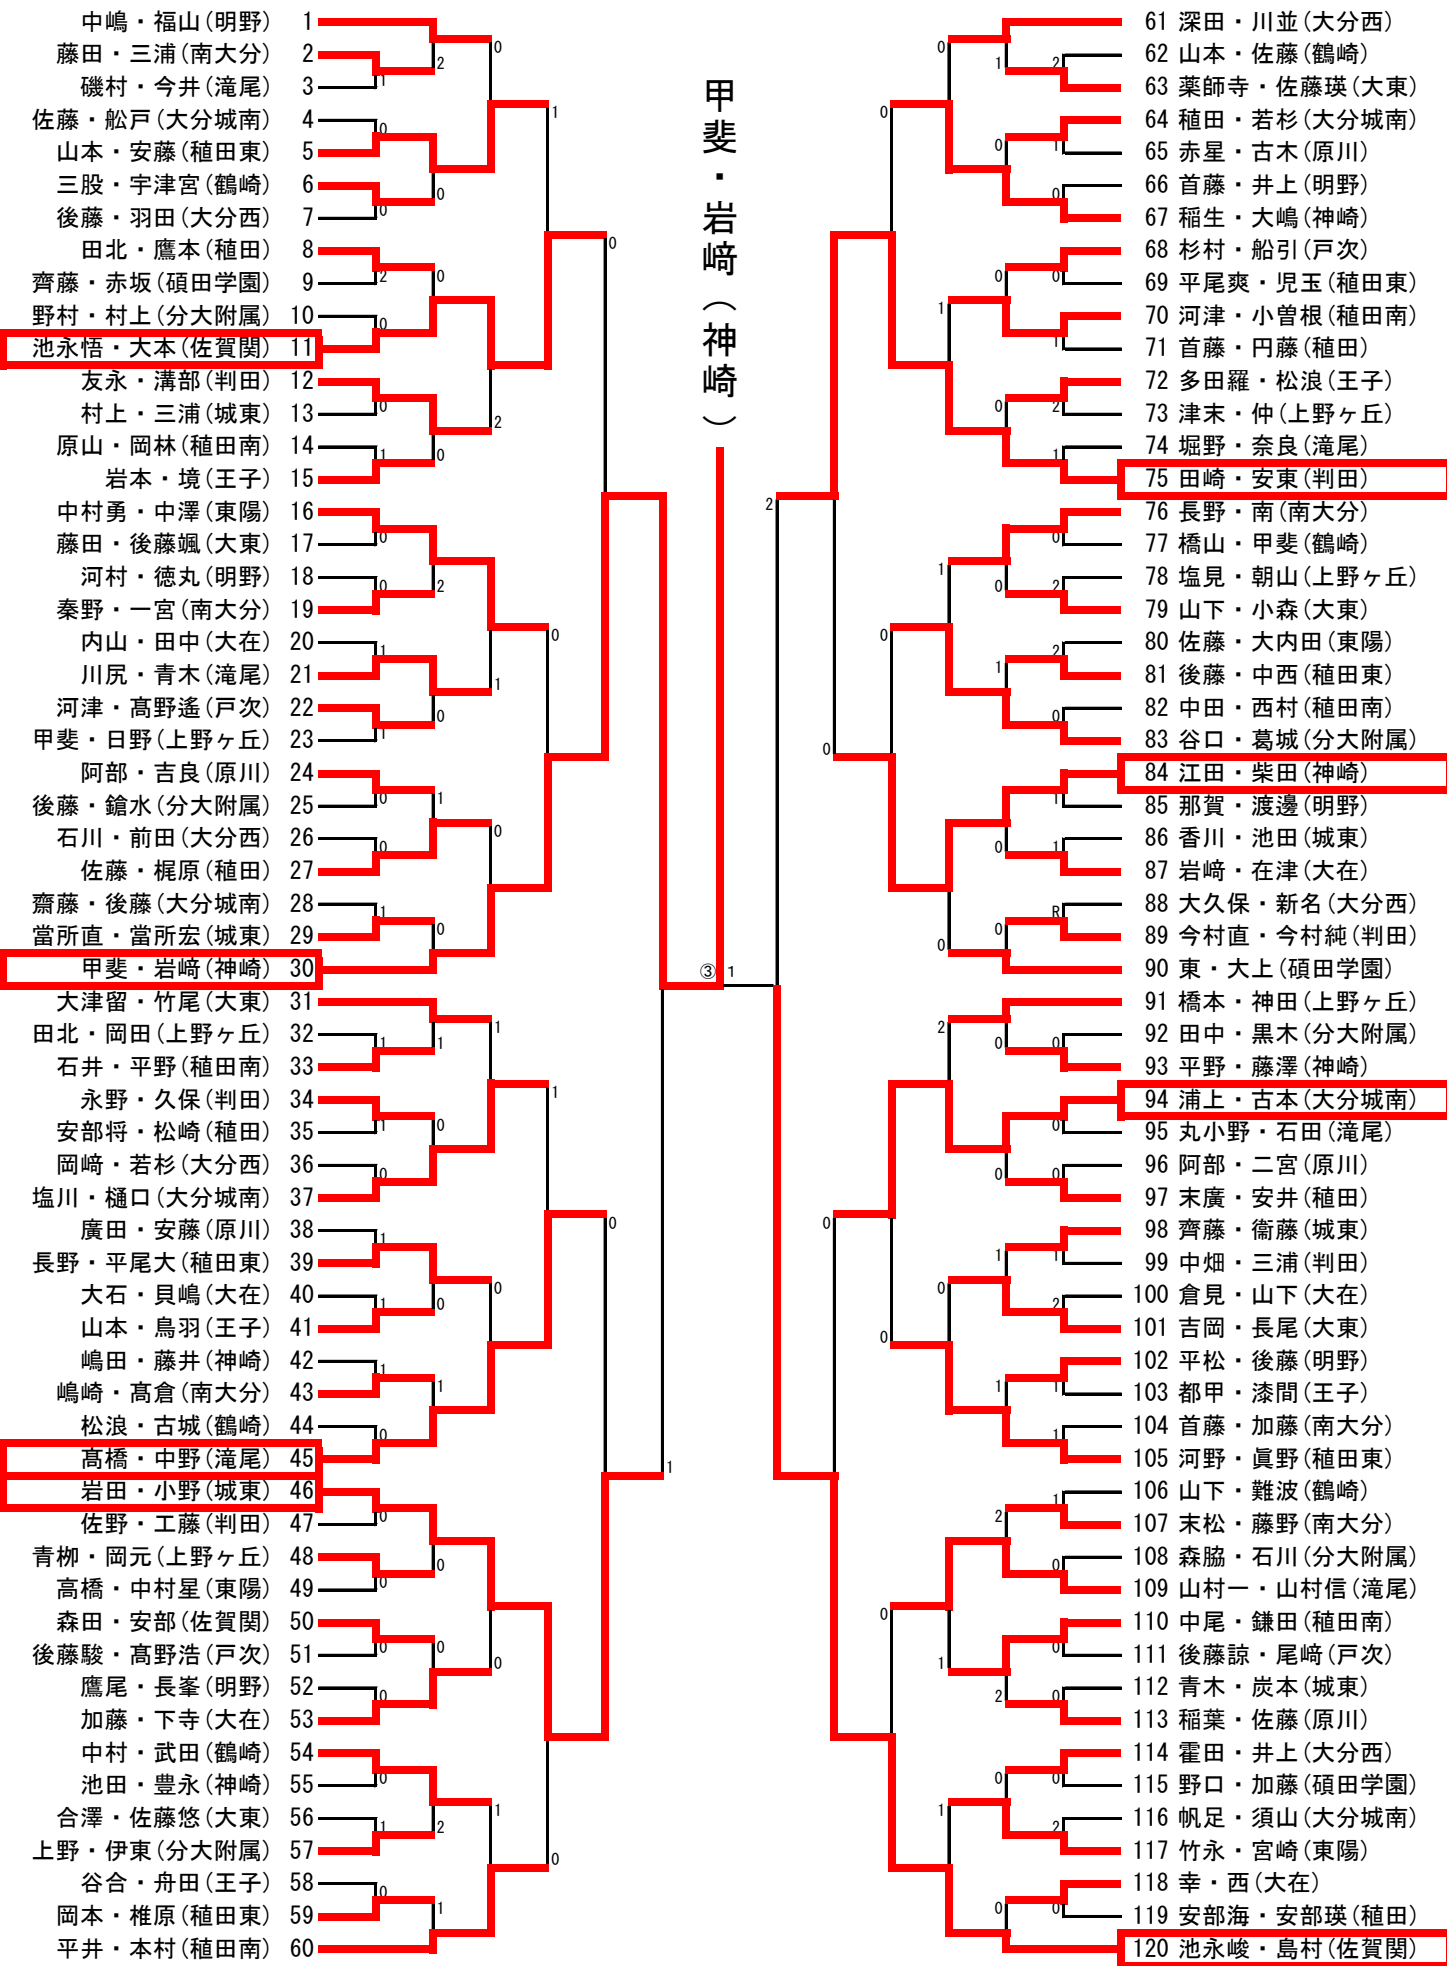 中嶋・福山(明野) 1
藤田・三浦(南大分) 2
磯村・今井(滝尾) 3
佐藤・舩戸(大分城南) 4
山本・安藤(稙田東) 5
三股・宇津宮(鶴崎) 6
後藤・羽田(大分西) 7
田北・鷹本(稙田) 8
齊藤・赤坂(碩田学園) 9
野村・村上(分大附属) 10
池永悟・大本(佐賀関) 11
友永・溝部(判田) 12
村上・三浦(城東) 13
原山・岡林(稙田南) 14
岩本・境(王子) 15
中村勇・中澤(東陽) 16
藤田・後藤颯(大東) 17
河村・徳丸(明野) 18
秦野・一宮(南大分) 19
内山・田中(大在) 20
川尻・青木(滝尾) 21
河津・髙野遙(戸次) 22
甲斐・日野(上野ヶ丘) 23
阿部・吉良(原川) 24
後藤・鎗水(分大附属) 25
石川・前田(大分西) 26
佐藤・梶原(稙田) 27
齋藤・後藤(大分城南) 28
當所直・當所宏(城東) 29
甲斐・岩﨑(神崎) 30
大津留・竹尾(大東) 31
田北・岡田(上野ヶ丘) 32
石井・平野(稙田南) 33
永野・久保(判田) 34
安部将・松崎(稙田) 35
岡﨑・若杉(大分西) 36
塩川・樋口(大分城南) 37
廣田・安藤(原川) 38
長野・平尾大(稙田東) 39
大石・貝嶋(大在) 40
山本・鳥羽(王子) 41
嶋田・藤井(神崎) 42
嶋崎・髙倉(南大分) 43
松浪・古城(鶴崎) 44
髙橋・中野(滝尾) 45
岩田・小野(城東) 46
佐野・工藤(判田) 47
青栁・岡元(上野ヶ丘) 48
高橋・中村星(東陽) 49
森田・安部(佐賀関) 50
後藤駿・髙野浩(戸次) 51
鷹尾・長峯(明野) 52
加藤・下寺(大在) 53
中村・武田(鶴崎) 54
池田・豊永(神崎) 55
合澤・佐藤悠(大東) 56
上野・伊東(分大附属) 57
谷合・舟田(王子) 58
岡本・椎原(稙田東) 59
平井・本村(稙田南) 60
甲斐・岩﨑(神崎)
③ 1
61 深田・川並(大分西)
62 山本・佐藤(鶴崎)
63 薬師寺・佐藤瑛(大東)
64 稙田・若杉(大分城南)
65 赤星・古木(原川)
66 首藤・井上(明野)
67 稲生・大嶋(神崎)
68 杉村・船引(戸次)
69 平尾爽・児玉(稙田東)
70 河津・小曽根(稙田南)
71 首藤・円藤(稙田)
72 多田羅・松浪(王子)
73 津末・仲(上野ヶ丘)
74 堀野・奈良(滝尾)
75 田崎・安東(判田)
76 長野・南(南大分)
77 橋山・甲斐(鶴崎)
78 塩見・朝山(上野ヶ丘)
79 山下・小森(大東)
80 佐藤・大内田(東陽)
81 後藤・中西(稙田東)
82 中田・西村(稙田南)
83 谷口・葛城(分大附属)
84 江田・柴田(神崎)
85 那賀・渡邊(明野)
86 香川・池田(城東)
87 岩﨑・在津(大在)
88 大久保・新名(大分西)
89 今村直・今村純(判田)
90 東・大上(碩田学園)
91 橋本・神田(上野ヶ丘)
92 田中・黒木(分大附属)
93 平野・藤澤(神崎)
94 浦上・古本(大分城南)
95 丸小野・石田(滝尾)
96 阿部・二宮(原川)
97 末廣・安井(稙田)
98 齊藤・衞藤(城東)
99 中畑・三浦(判田)
100 倉見・山下(大在)
101 吉岡・長尾(大東)
102 平松・後藤(明野)
103 都甲・漆間(王子)
104 首藤・加藤(南大分)
105 河野・眞野(稙田東)
106 山下・難波(鶴崎)
107 末松・藤野(南大分)
108 森脇・石川(分大附属)
109 山村一・山村信(滝尾)
110 中尾・鎌田(稙田南)
111 後藤諒・尾﨑(戸次)
112 青木・炭本(城東)
113 稲葉・佐藤(原川)
114 霍田・井上(大分西)
115 野口・加藤(碩田学園)
116 帆足・須山(大分城南)
117 竹永・宮崎(東陽)
118 幸・西(大在)
119 安部海・安部瑛(稙田)
120 池永峻・島村(佐賀関)